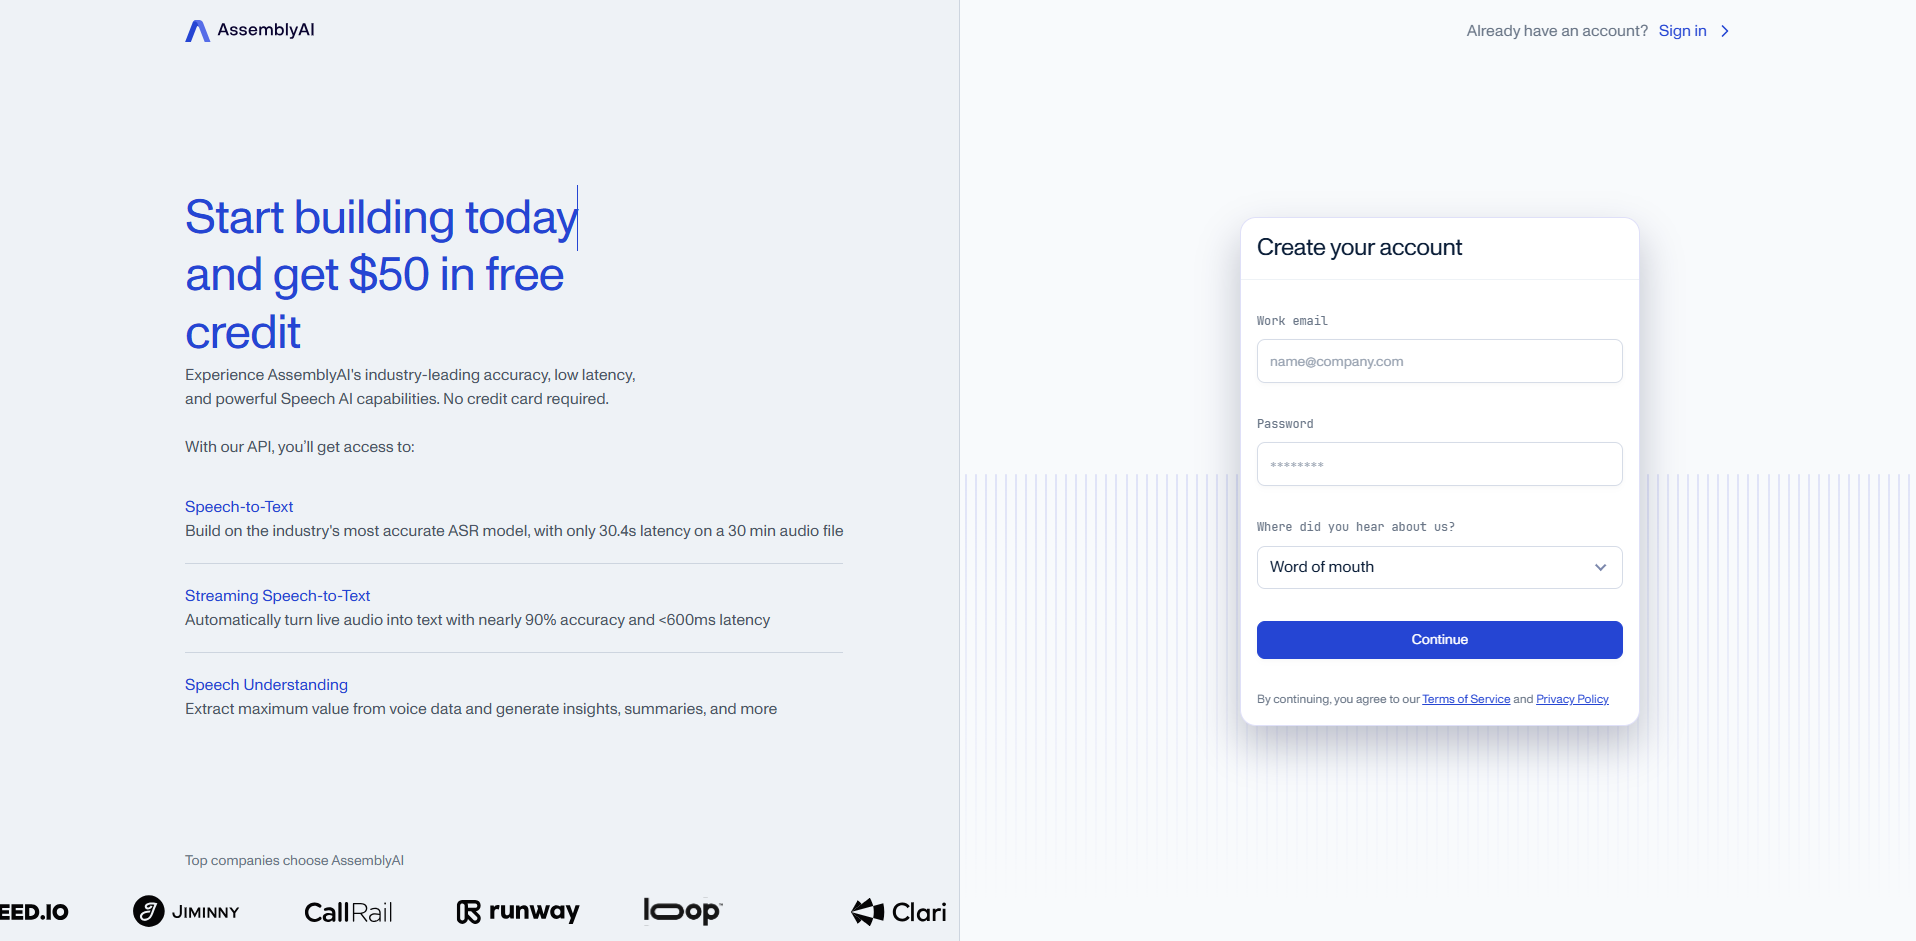 AssemblyAI
Already have an account? Sign in
Start building today
and get $50 in free
credit
Experience AssemblyAI's industry-leading accuracy, low latency,
and powerful Speech AI capabilities. No credit card required.
With our API, you'll get access to:
Speech-to-Text
Build on the industry's most accurate ASR model, with only 30.4s latency on a 30 min audio file
Streaming Speech-to-Text
Automatically turn live audio into text with nearly 90% accuracy and <600ms latency
Speech Understanding
Extract maximum value from voice data and generate insights, summaries, and more
Top companies choose AssemblyAI
EED.IO JIMINNY CallRail runway loop Clari
Create your account
Work email
name@company.com
Password
********
Where did you hear about us?
Word of mouth
Continue
By continuing, you agree to our Terms of Service and Privacy Policy